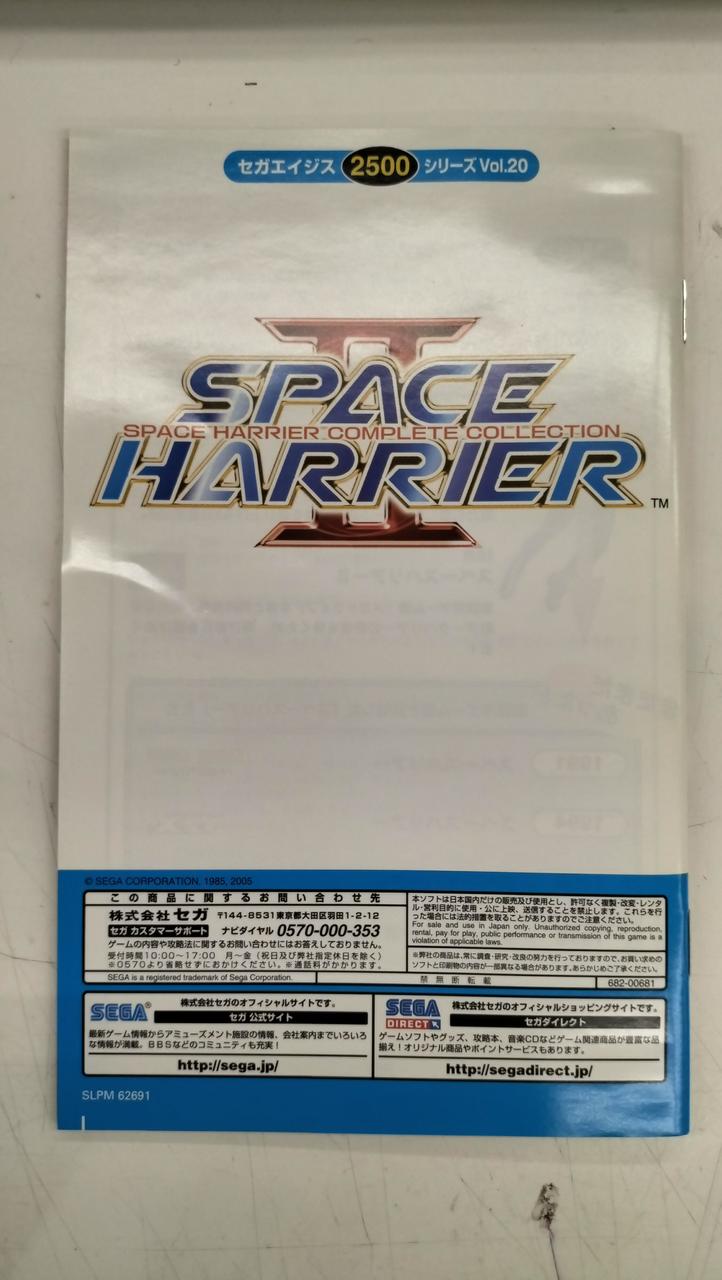 セガエイジス 2500 シリーズ Vol.20
II
SPACE
SPACE HARRIER COMPLETE COLLECTION
HARRIER ™
© SEGA CORPORATION, 1985, 2005
この商品に関するお問い合わせ先
株式会社セガ 〒144-8531東京都大田区羽田1-2-12
セガ カスタマーサポート ナビダイヤル 0570-000-353
ゲームの内容や攻略法に関するお問い合わせにはお答えしておりません。
受付時間10:00~17:00 月~金(祝日及び弊社指定休日を除く)
※0570より省略せずにおかけください。※通話料がかかります。
SEGA is a registered trademark of Sega Corporation.
本ソフトは日本国内だけの販売及び使用とし、許可なく複製・改変・レンタ
ル・営利目的に使用・公に上映、送信することを禁止します。これらを行
った場合には法的措置を取ることがありますのでご注意ください。
For sale and use in Japan only. Unauthorized copying, reproduction,
rental, pay for play, public performance or transmission of this game is a
violation of applicable laws.
※弊社の商品は、常に調査・研究・改良の努力を行っておりますので、お買い求めの
ソフトと印刷物の内容が一部異なる場合があります。あらかじめご了承ください。
禁無断転載 682-00681
SEGA® 株式会社セガのオフィシャルサイトです。
セガ 公式サイト
最新ゲーム情報からアミューズメント施設の情報、会社案内までいろいろ
な情報が満載。BBSなどのコミュニティも充実!
http://sega.jp/
SEGA DIRECT 株式会社セガのオフィシャルショッピングサイトです。
セガダイレクト
ゲームソフトやグッズ、攻略本、音楽CDなどゲーム関連商品が豊富な品
揃え!オリジナル商品やポイントサービスもあります。
http://segadirect.jp/
SLPM 62691